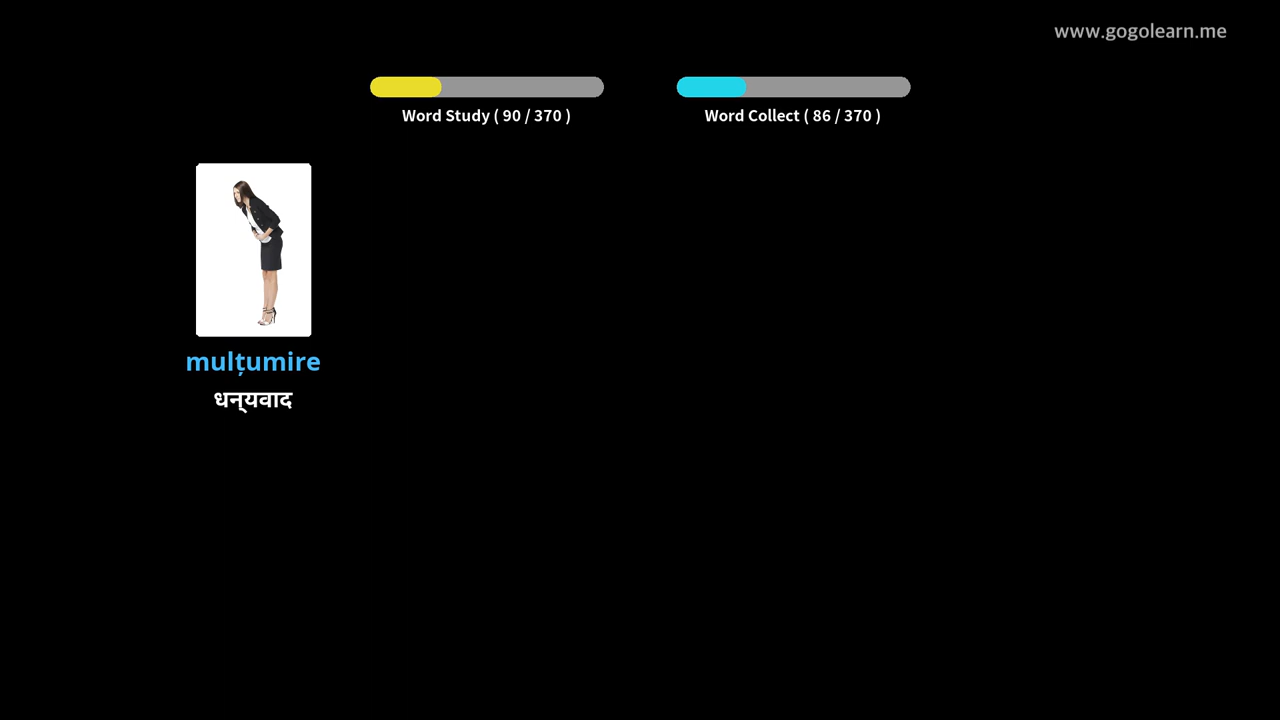 www.gogolearn.me
Word Study ( 90 / 370 )
Word Collect ( 86 / 370 )
mulțumire
धन्यवाद